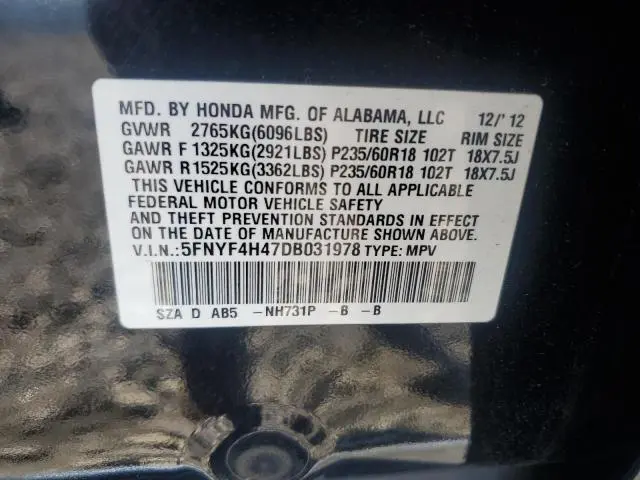 MFD. BY HONDA MFG. OF ALABAMA, LLC 12/' 12
GVWR 2765KG(6096LBS) TIRE SIZE RIM SIZE
GAWR F 1325KG(2921LBS) P235/60R18 102T 18X7.5J
GAWR R 1525KG(3362LBS) P235/60R18 102T 18X7.5J
THIS VEHICLE CONFORMS TO ALL APPLICABLE
FEDERAL MOTOR VEHICLE SAFETY
AND THEFT PREVENTION STANDARDS IN EFFECT
ON THE DATE OF MANUFACTURE SHOWN ABOVE.
V.I.N.:5FNYF4H47DB031978 TYPE: MPV
SZA D AB5 -NH731P -B -B